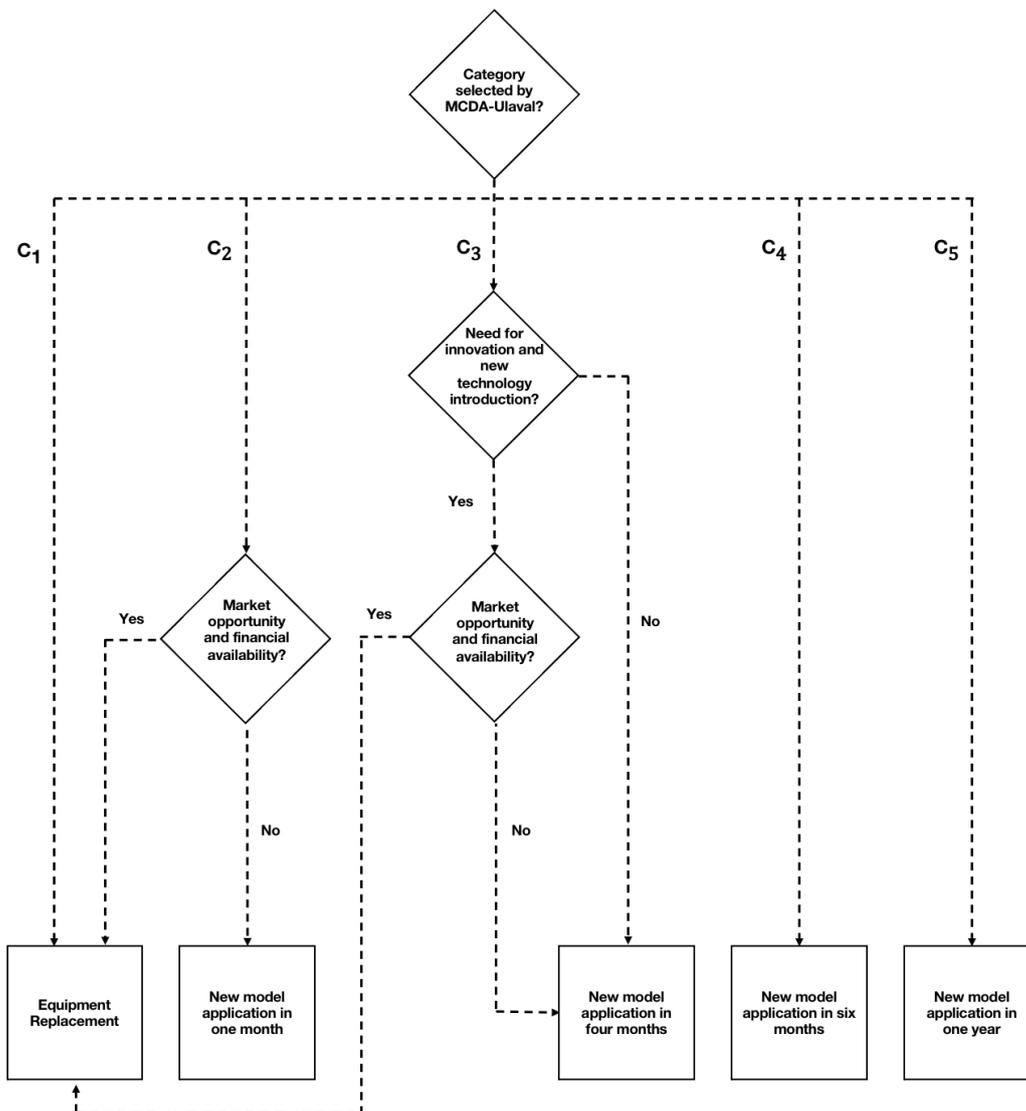 Category
selected by
MCDA-Ulaval?
C1
C2
C3
C4
C5
Need for
innovation and
new
technology
introduction?
Yes
Yes
Market
opportunity
and financial
availability?
Yes
Market
opportunity
and financial
availability?
No
No
No
Equipment
Replacement
New model
application in
one month
New model
application in
four months
New model
application in six
months
New model
application in
one year